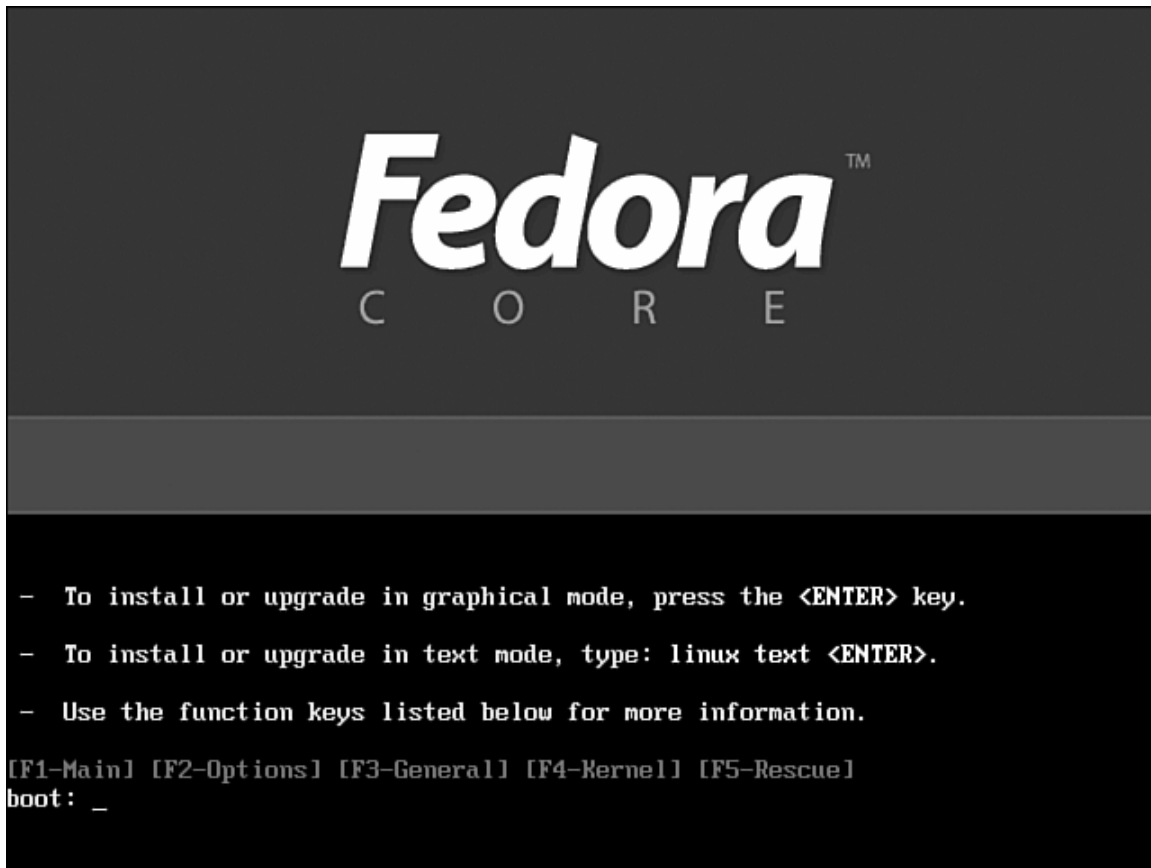 Fedora™
CORE
- To install or upgrade in graphical mode, press the <ENTER> key.
- To install or upgrade in text mode, type: linux text <ENTER>.
- Use the function keys listed below for more information.
[F1-Main] [F2-Options] [F3-General] [F4-Kernel] [F5-Rescue]
boot: _